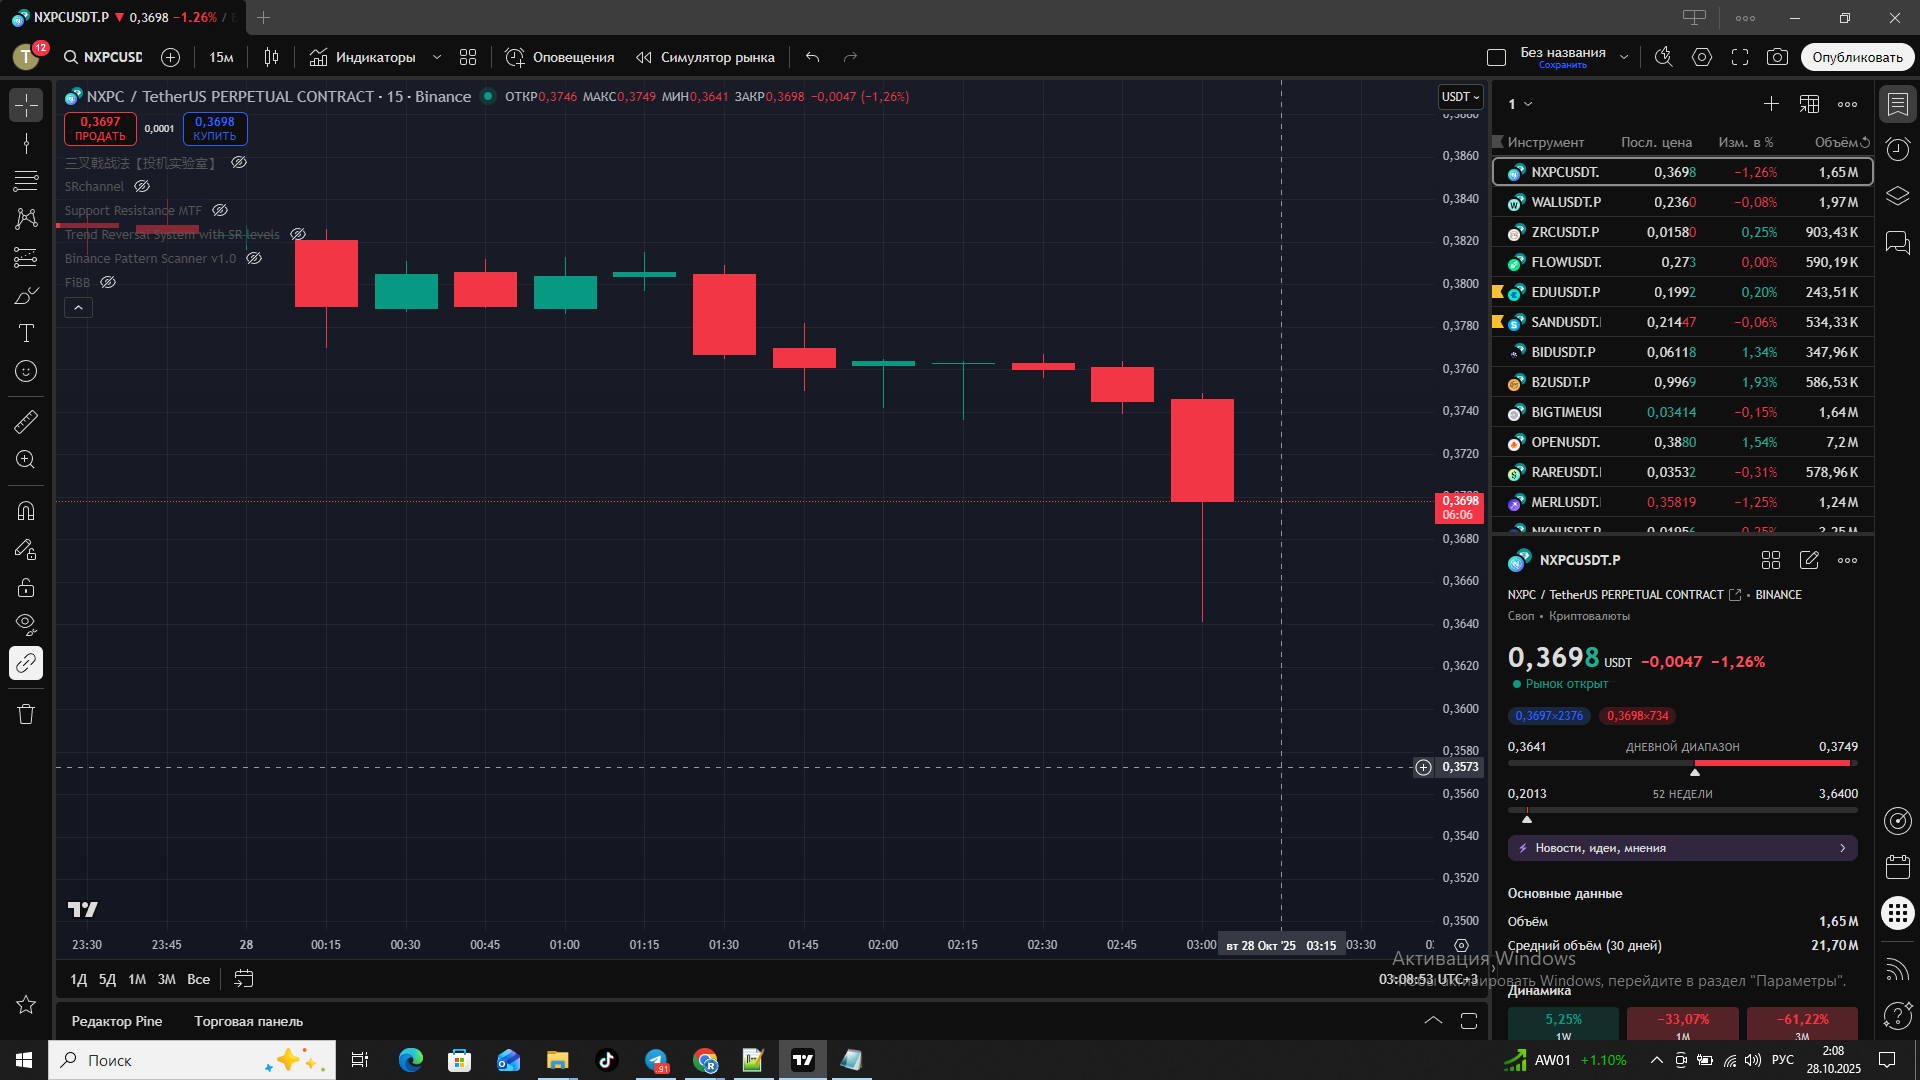 NXPCUSDT.P ▼ 0,3698 −1.26% /
12
T
NXPCUSD
15м
Индикаторы
Оповещения
Симулятор рынка
Без названия
Сохранить
Опубликовать
NXPC / TetherUS PERPETUAL CONTRACT · 15 · Binance
ОТКР0,3746 МАКС0,3749 МИН0,3641 ЗАКР0,3698 −0,0047 (−1,26%)
USDT
0,3697
ПРОДАТЬ
0,0001
0,3698
КУПИТЬ
三叉戟战法【投机实验室】
SRchannel
Support Resistance MTF
Trend Reversal System with SR levels
Binance Pattern Scanner v1.0
FiBB
0,3880
0,3860
0,3840
0,3820
0,3800
0,3780
0,3760
0,3740
0,3720
0,3700
0,3698
06:06
0,3680
0,3660
0,3640
0,3620
0,3600
0,3580
0,3573
0,3560
0,3540
0,3520
0,3500
23:30 23:45 28 00:15 00:30 00:45 01:00 01:15 01:30 01:45 02:00 02:15 02:30 02:45 03:00 вт 28 Окт '25 03:15 03:30
1Д 5Д 1М 3М Все
03:08:53 UTC+3
Редактор Pine
Торговая панель
1
Инструмент Посл. цена Изм. в % Объём
NXPCUSDT. 0,3698 −1,26% 1,65 M
WALUSDT.P 0,2360 −0,08% 1,97 M
ZRCUSDT.P 0,01580 0,25% 903,43 K
FLOWUSDT. 0,273 0,00% 590,19 K
EDUUSDT.P 0,1992 0,20% 243,51 K
SANDUSDT. 0,21447 −0,06% 534,33 K
BIDUSDT.P 0,06118 1,34% 347,96 K
B2USDT.P 0,9969 1,93% 586,53 K
BIGTIMEUSI 0,03414 −0,15% 1,64 M
OPENUSDT. 0,3880 1,54% 7,2 M
RAREUSDT. 0,03532 −0,31% 578,96 K
MERLUSDT. 0,35819 −1,25% 1,24 M
NKNUSDT.P 0,01956 −0,25% 3,25 M
NXPCUSDT.P
NXPC / TetherUS PERPETUAL CONTRACT • BINANCE
Своп • Криптовалюты
0,3698 USDT −0,0047 −1,26%
Рынок открыт
0,3697×2376 0,3698×734
0,3641 ДНЕВНОЙ ДИАПАЗОН 0,3749
0,2013 52 НЕДЕЛИ 3,6400
Новости, идеи, мнения
Основные данные
Объём 1,65 M
Средний объём (30 дней) 21,70 M
Динамика
5,25% −33,07% −61,22%
1W 1M 3M
Активация Windows
Чтобы активировать Windows, перейдите в раздел "Параметры".
Поиск
91
AW01 +1.10%
РУС
2:08
28.10.2025